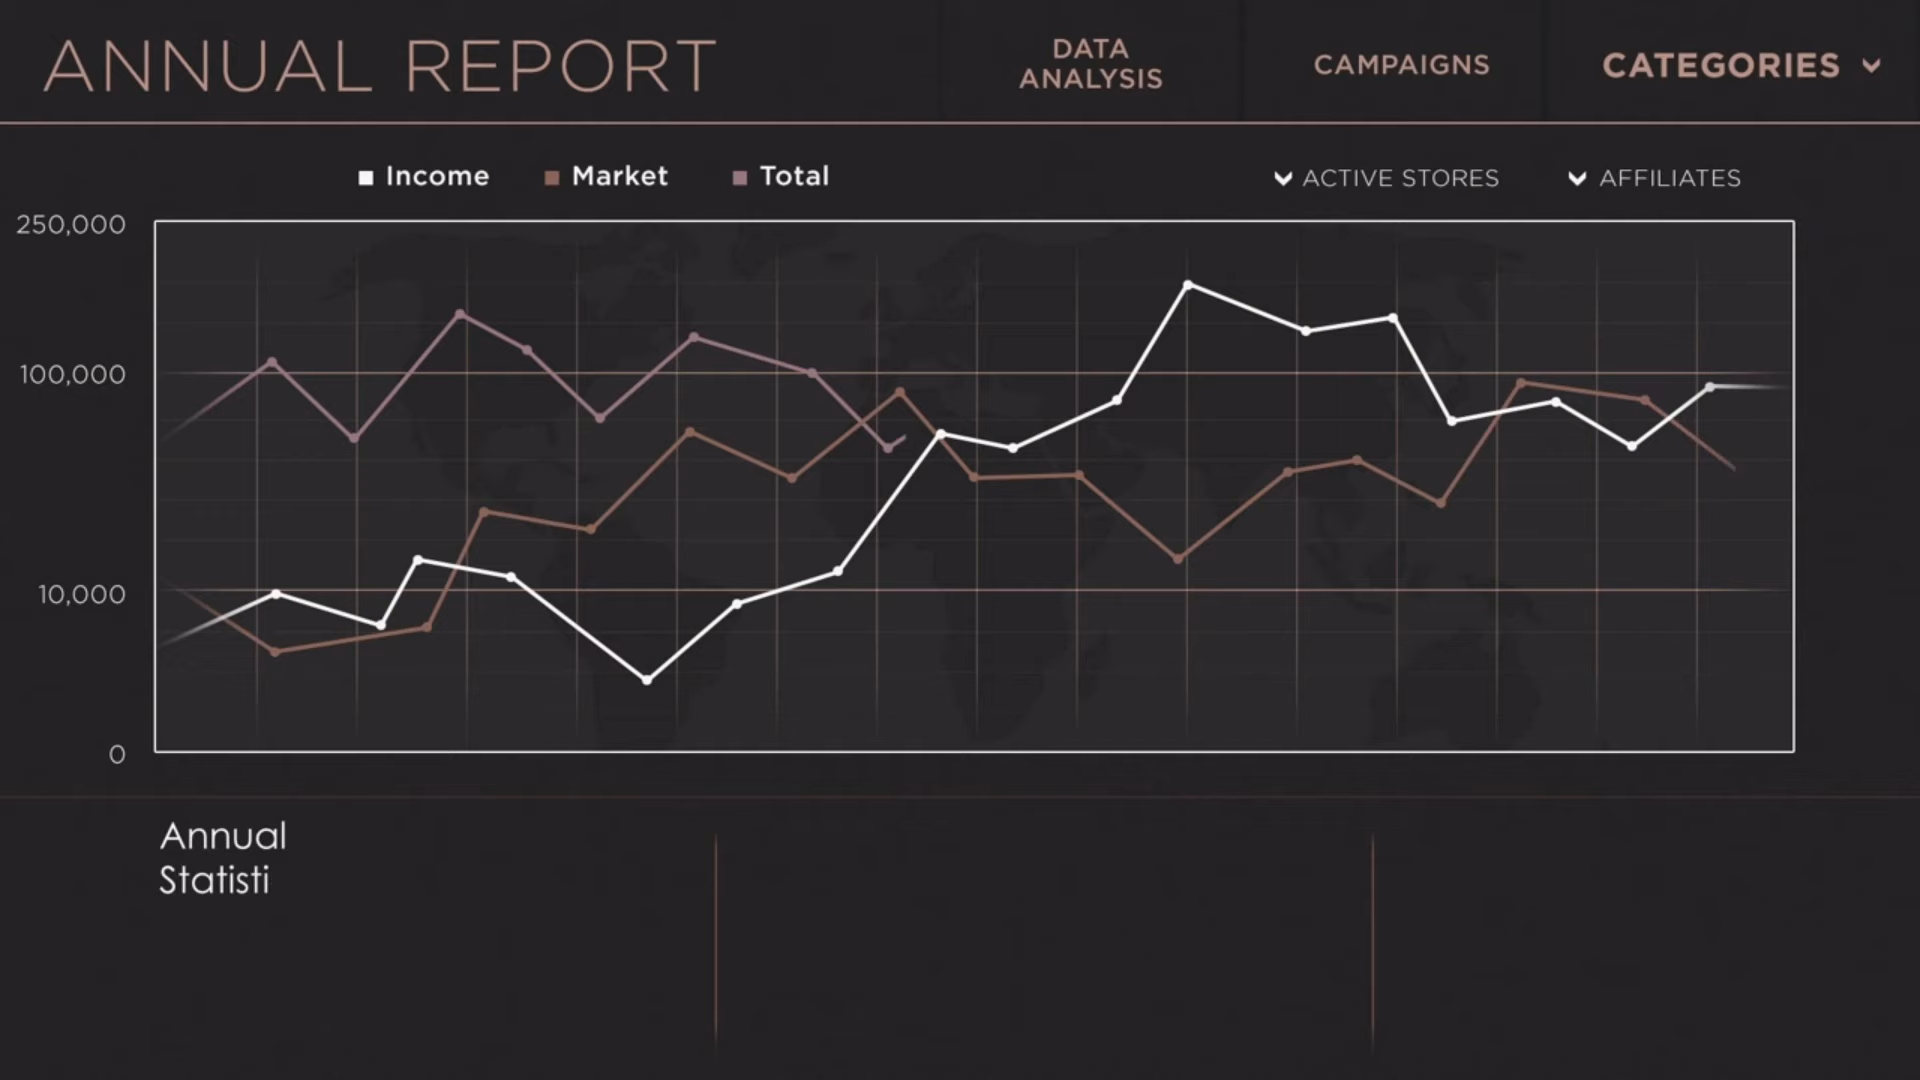 ANNUAL REPORT
DATA
ANALYSIS
CAMPAIGNS
CATEGORIES
Income
Market
Total
ACTIVE STORES
AFFILIATES
250,000
100,000
10,000
0
Annual
Statisti